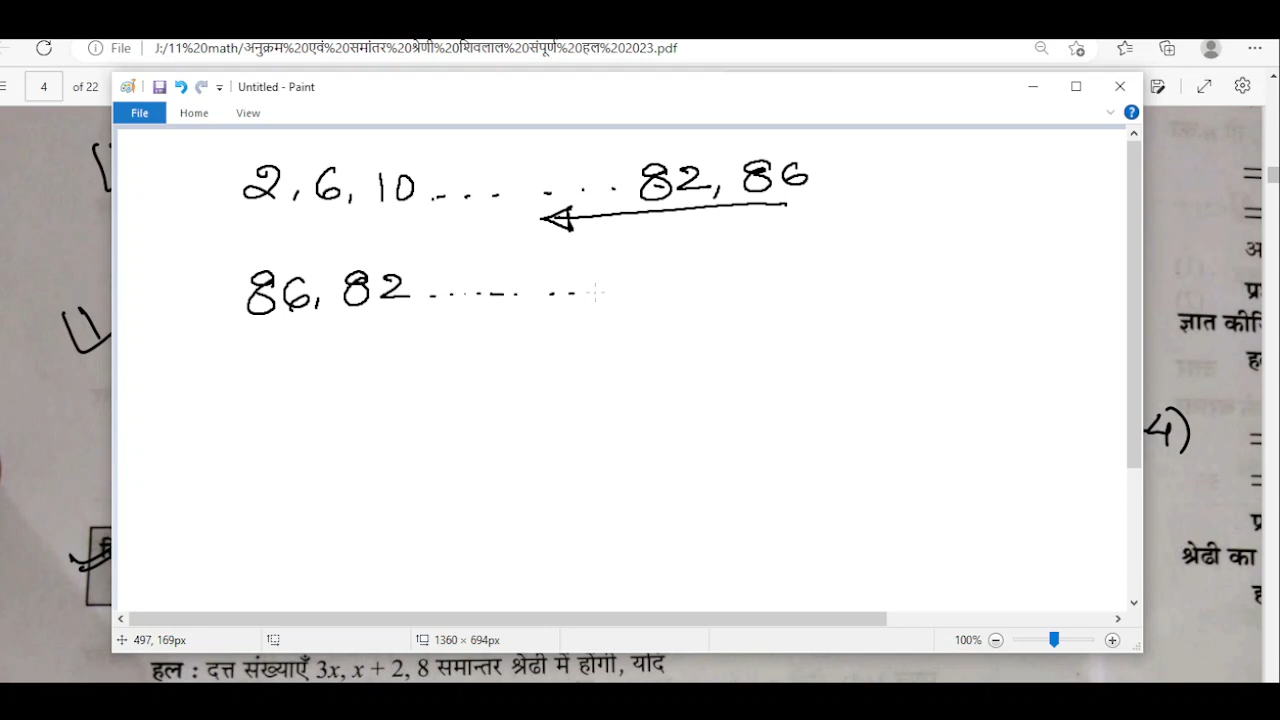 File J:/11%20math/अनुक्रम%20एवं%20समांतर%20श्रेणी%20शिवलाल%20संपूर्ण%20हल%202023.pdf
4 of 22
Untitled - Paint
File Home View
2, 6, 10 ... ... 82, 86
86, 82 ........ ...
ज्ञात कीजि
4)
श्रेढी का
497, 169px 1360 × 694px 100%
हल : दत्त संख्याएँ 3x, x + 2, 8 समान्तर श्रेढी में होंगी, यदि